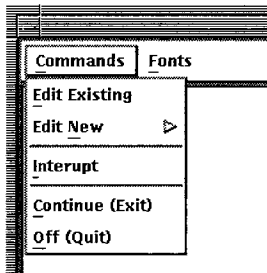 Commands Fonts
Edit Existing
Edit New
Interupt
Continue (Exit)
Off (Quit)